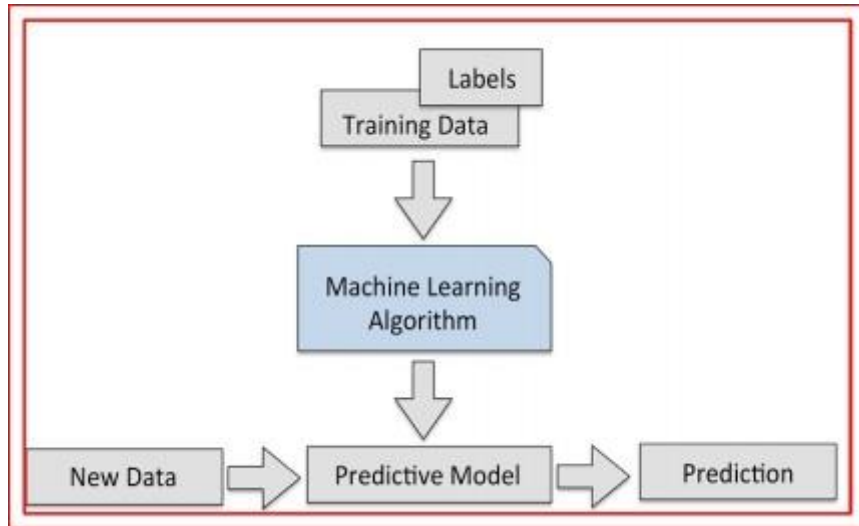 Labels
Training Data
Machine Learning
Algorithm
New Data
Predictive Model
Prediction